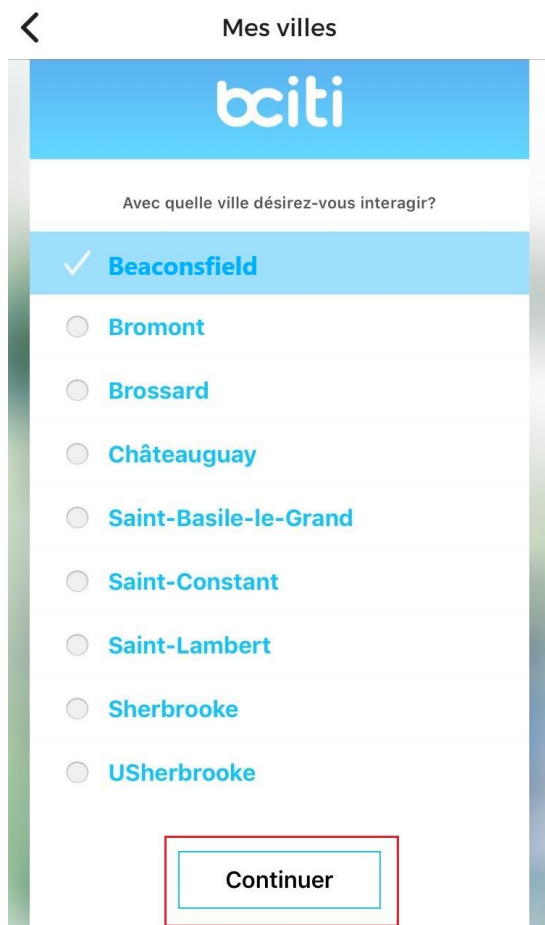 Mes villes
bciti
Avec quelle ville désirez-vous interagir?
Beaconsfield
Bromont
Brossard
Châteauguay
Saint-Basile-le-Grand
Saint-Constant
Saint-Lambert
Sherbrooke
USherbrooke
Continuer